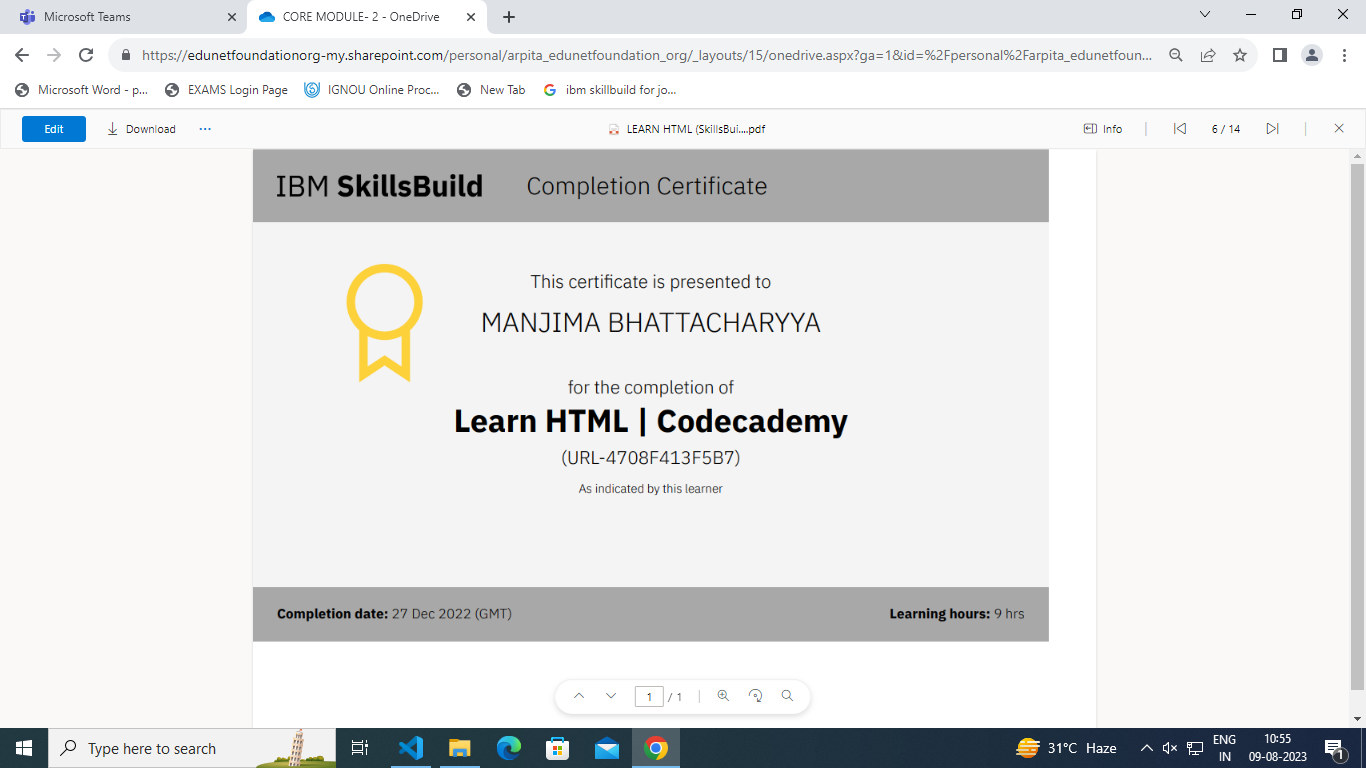 Microsoft Teams
CORE MODULE- 2 - OneDrive
https://edunetfoundationorg-my.sharepoint.com/personal/arpita_edunetfoundation_org/_layouts/15/onedrive.aspx?ga=1&id=%2Fpersonal%2Farpita_edunetfoun...
Microsoft Word - p...
EXAMS Login Page
IGNOU Online Proc...
New Tab
ibm skillbuild for jo...
Edit
Download
LEARN HTML (SkillsBui....pdf
Info
6 / 14
IBM SkillsBuild
Completion Certificate
This certificate is presented to
MANJIMA BHATTACHARYYA
for the completion of
Learn HTML | Codecademy
(URL-4708F413F5B7)
As indicated by this learner
Completion date: 27 Dec 2022 (GMT)
Learning hours: 9 hrs
1 / 1
Type here to search
31°C Haze
ENG
IN
10:55
09-08-2023
1